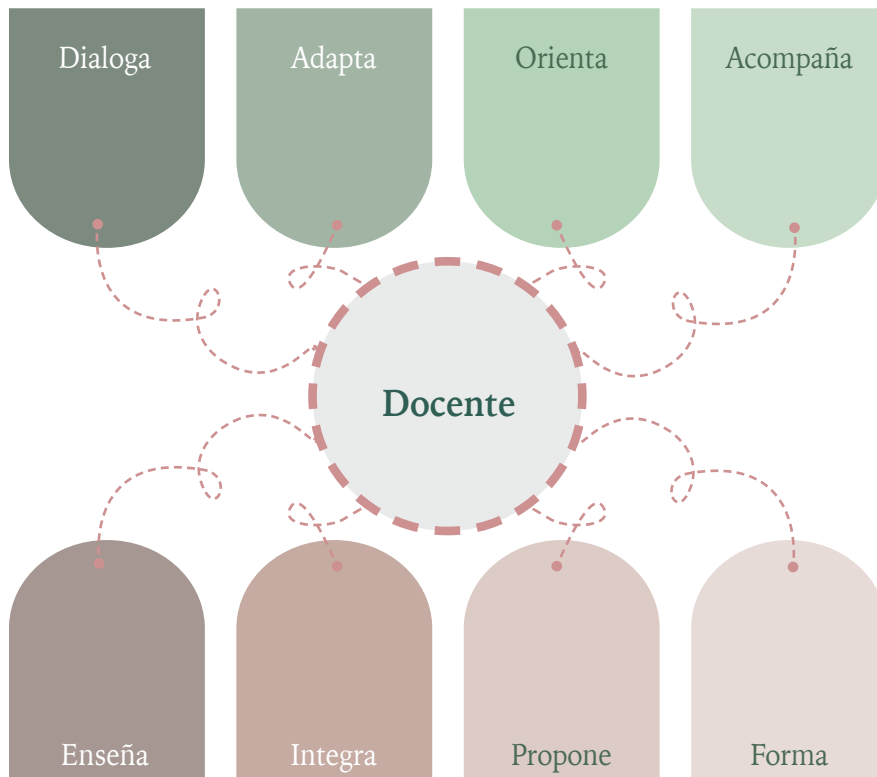 Dialoga
Adapta
Orienta
Acompaña
Docente
Enseña
Integra
Propone
Forma